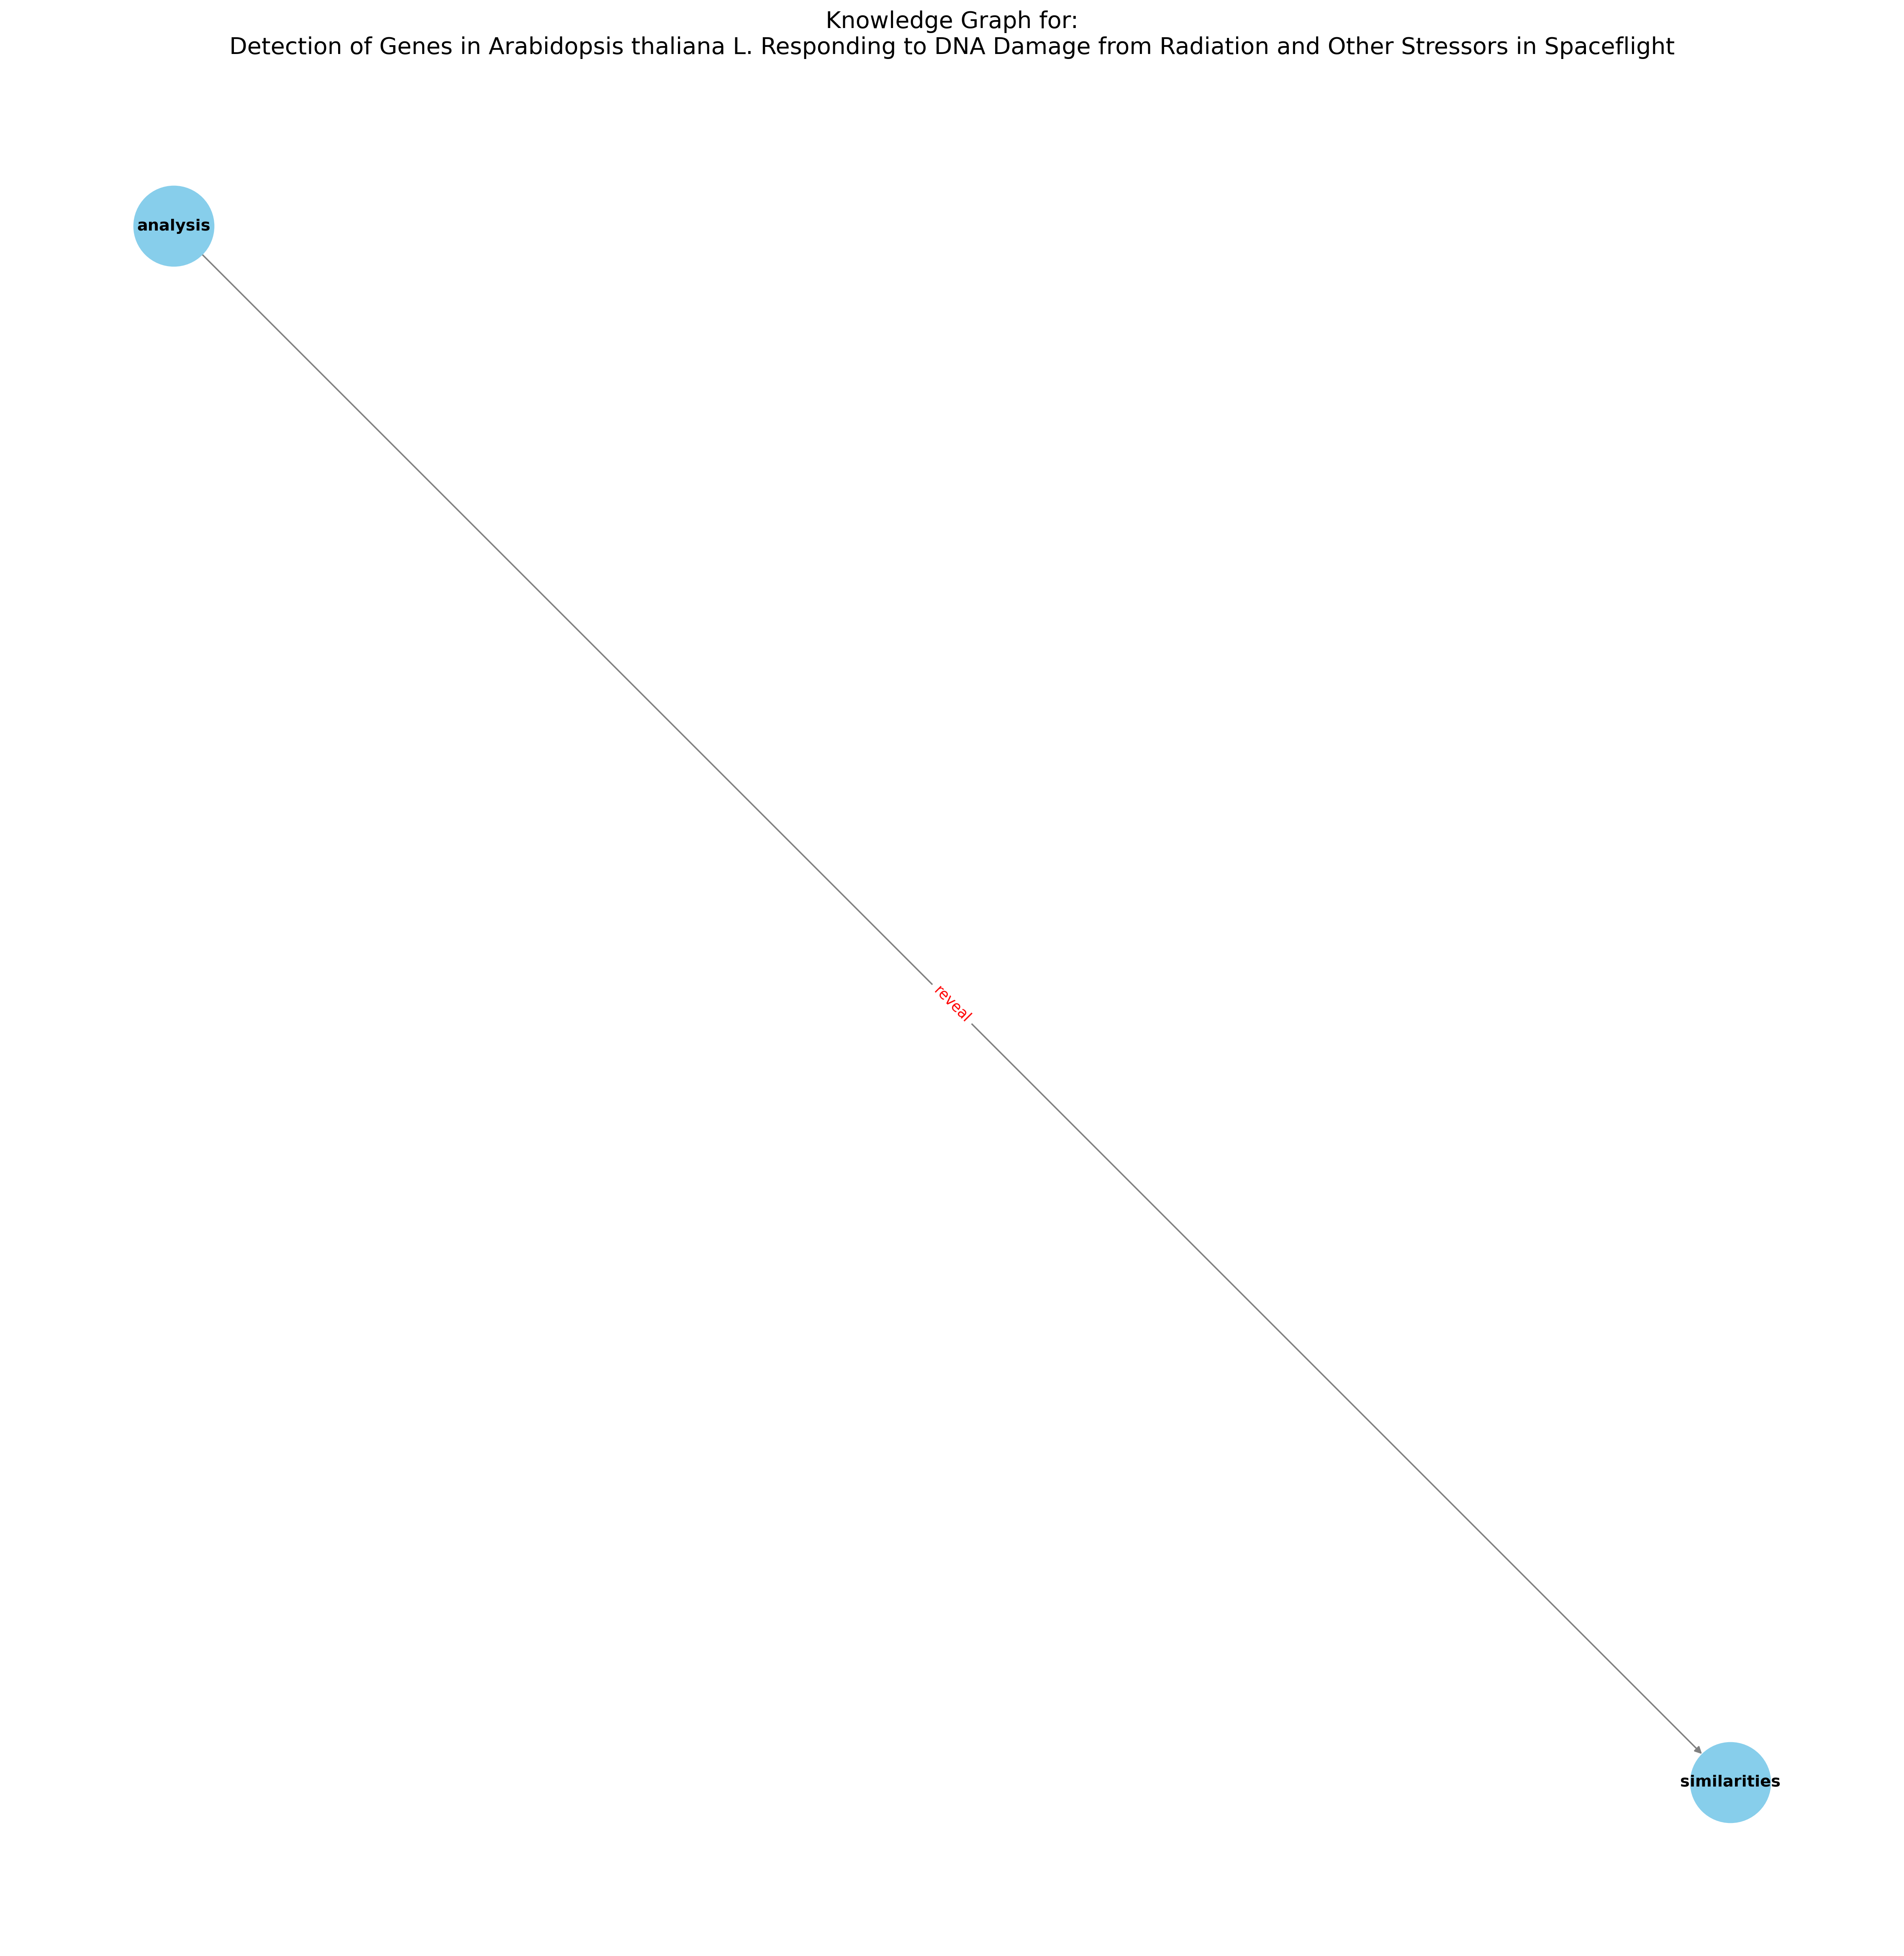 Knowledge Graph for:
Detection of Genes in Arabidopsis thaliana L. Responding to DNA Damage from Radiation and Other Stressors in Spaceflight
analysis
reveal
similarities